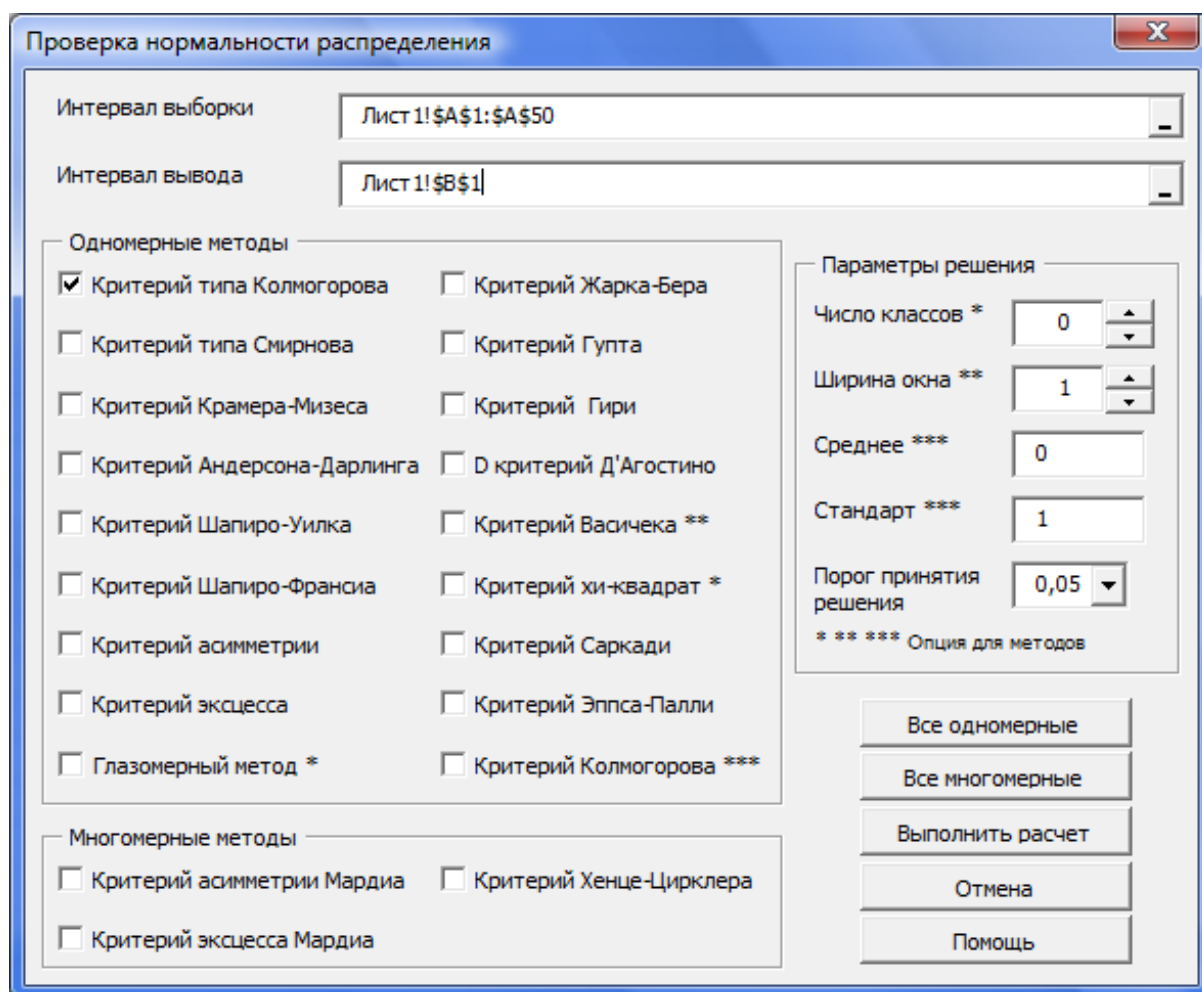 Проверка нормальности распределения
X
Интервал выборки
Лист1!$A$1:$A$50
Интервал вывода
Лист1!$B$1
Одномерные методы
Критерий типа Колмогорова
Критерий Жарка-Бера
Критерий типа Смирнова
Критерий Гупта
Критерий Крамера-Мизеса
Критерий Гири
Критерий Андерсона-Дарлинга
D критерий Д'Агостино
Критерий Шапиро-Уилка
Критерий Васичека **
Критерий Шапиро-Франсиа
Критерий хи-квадрат *
Критерий асимметрии
Критерий Саркади
Критерий эксцесса
Критерий Эппса-Палли
Глазомерный метод *
Критерий Колмогорова ***
Многомерные методы
Критерий асимметрии Мардиа
Критерий Хенце-Цирклера
Критерий эксцесса Мардиа
Параметры решения
Число классов *
0
Ширина окна **
1
Среднее ***
0
Стандарт ***
1
Порог принятия
решения
0,05
* ** *** Опция для методов
Все одномерные
Все многомерные
Выполнить расчет
Отмена
Помощь